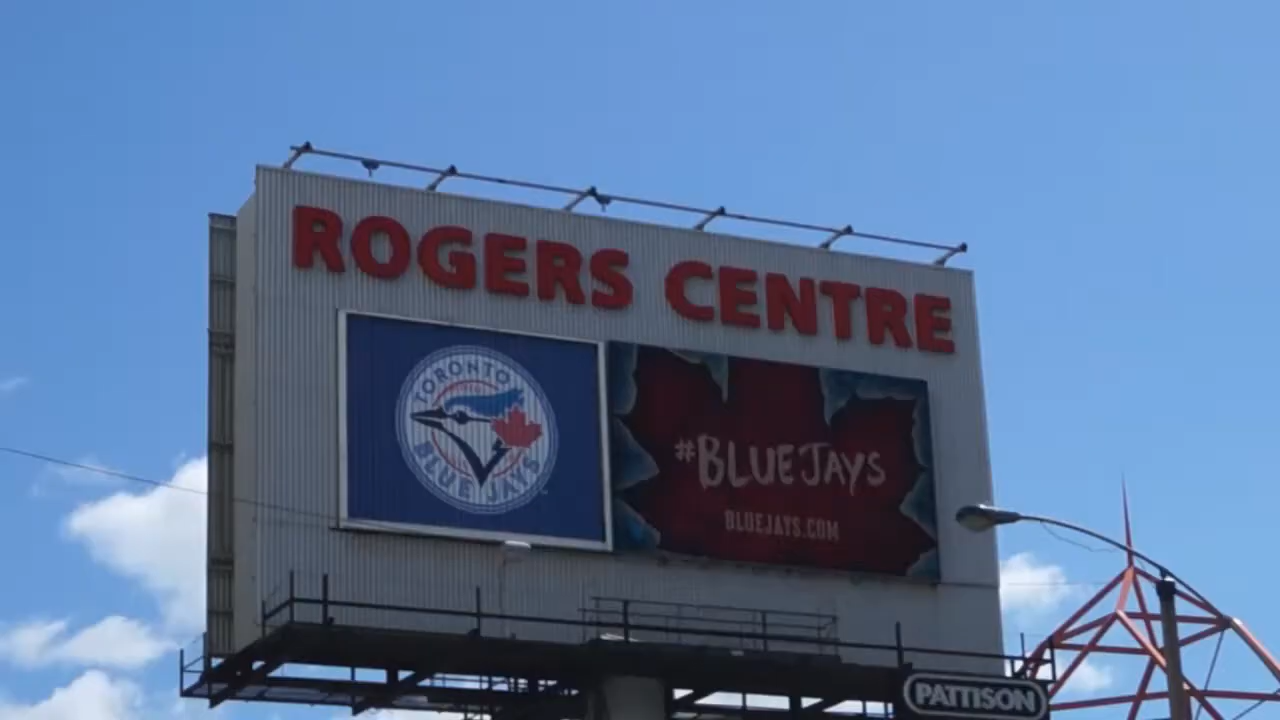 ROGERS CENTRE
TORONTO
BLUE JAYS
#BLUEJAYS
BLUEJAYS.COM
PATTISON